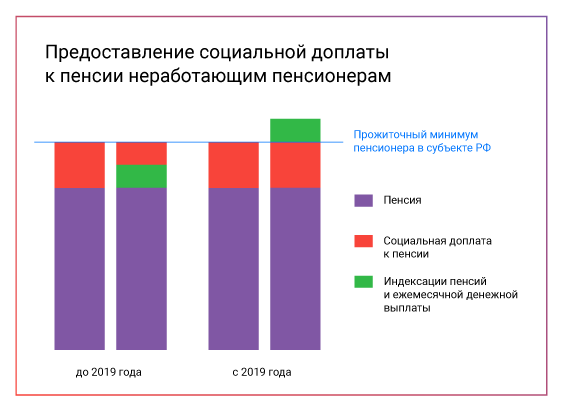 Предоставление социальной доплаты
к пенсии неработающим пенсионерам
Прожиточный минимум
пенсионера в субъекте РФ
Пенсия
Социальная доплата
к пенсии
Индексации пенсий
и ежемесячной денежной
выплаты
до 2019 года
с 2019 года